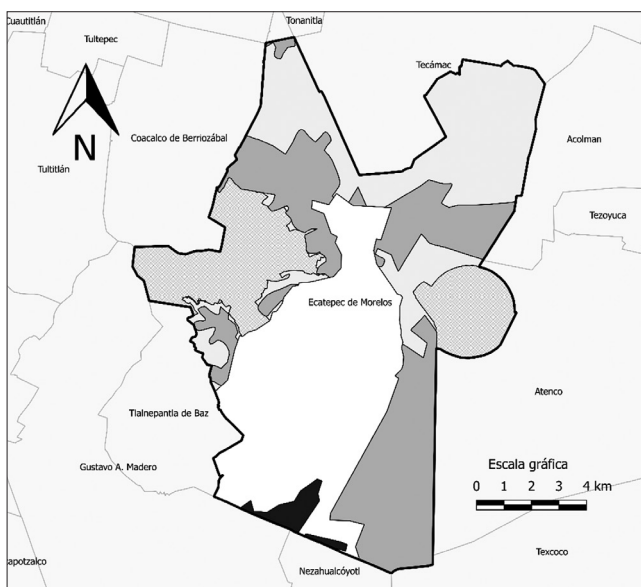 Cuautitlán
Tonanitla
Tultepec
Tecámac
Coacalco de Berriozábal
N
Acolman
Tultitlán
Tezoyuca
Ecatepec de Morelos
Atenco
Tlalnepantla de Baz
Gustavo A. Madero
Escala gráfica
0 1 2 3 4 km
Texcoco
apotzalco
Nezahualcóyotl